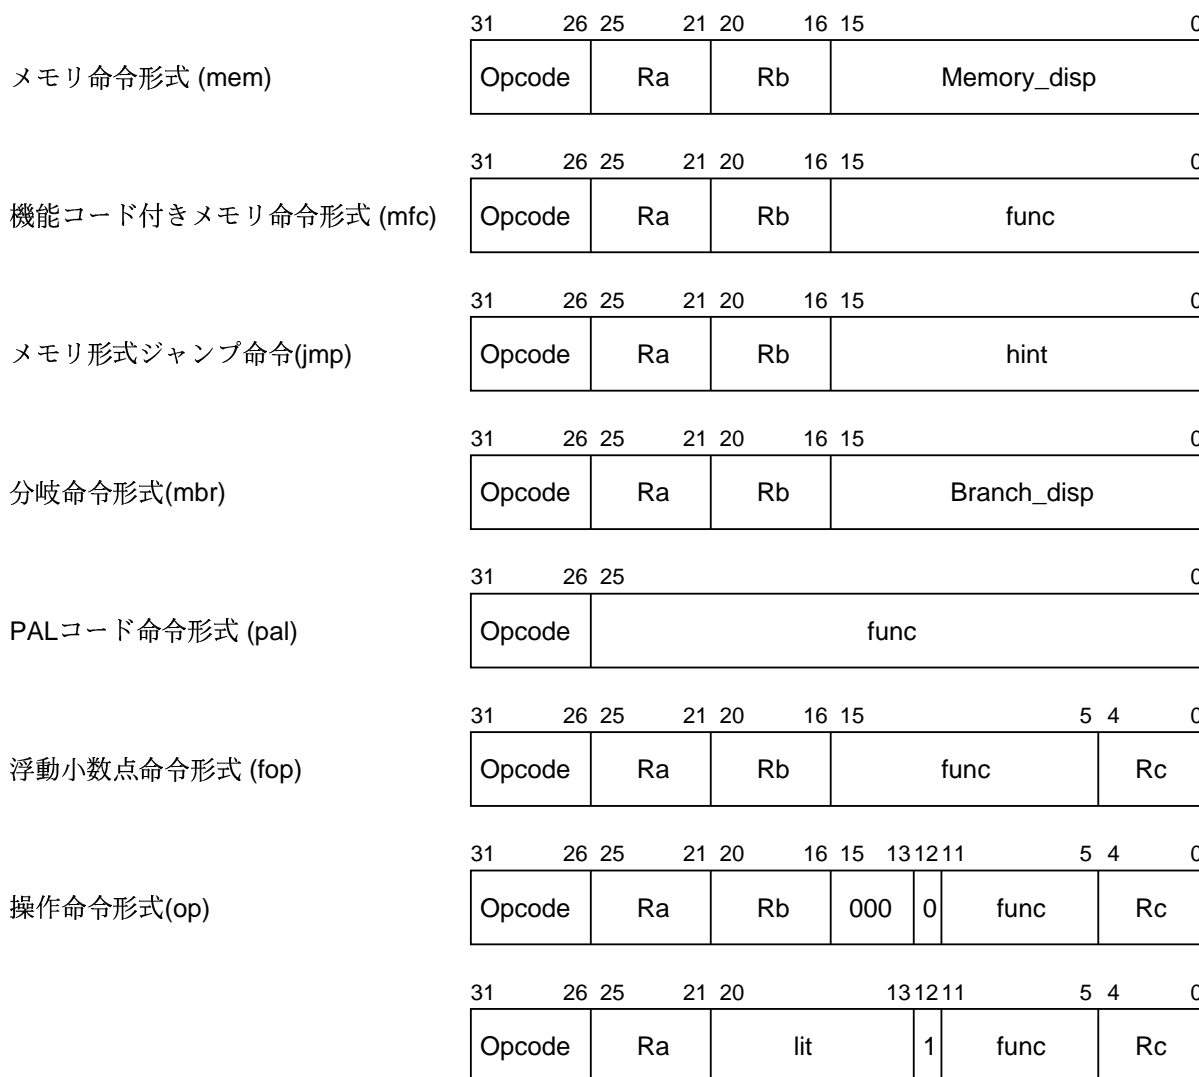 31 26 25 21 20 16 15 0
メモリ命令形式 (mem) Opcode Ra Rb Memory_disp
31 26 25 21 20 16 15 0
機能コード付きメモリ命令形式 (mfc) Opcode Ra Rb func
31 26 25 21 20 16 15 0
メモリ形式ジャンプ命令(jmp) Opcode Ra Rb hint
31 26 25 21 20 16 15 0
分岐命令形式(mbr) Opcode Ra Rb Branch_disp
31 26 25 0
PALコード命令形式 (pal) Opcode func
31 26 25 21 20 16 15 5 4 0
浮動小数点命令形式 (fop) Opcode Ra Rb func Rc
31 26 25 21 20 16 15 13 12 11 5 4 0
操作命令形式(op) Opcode Ra Rb 000 0 func Rc
31 26 25 21 20 13 12 11 5 4 0
Opcode Ra lit 1 func Rc